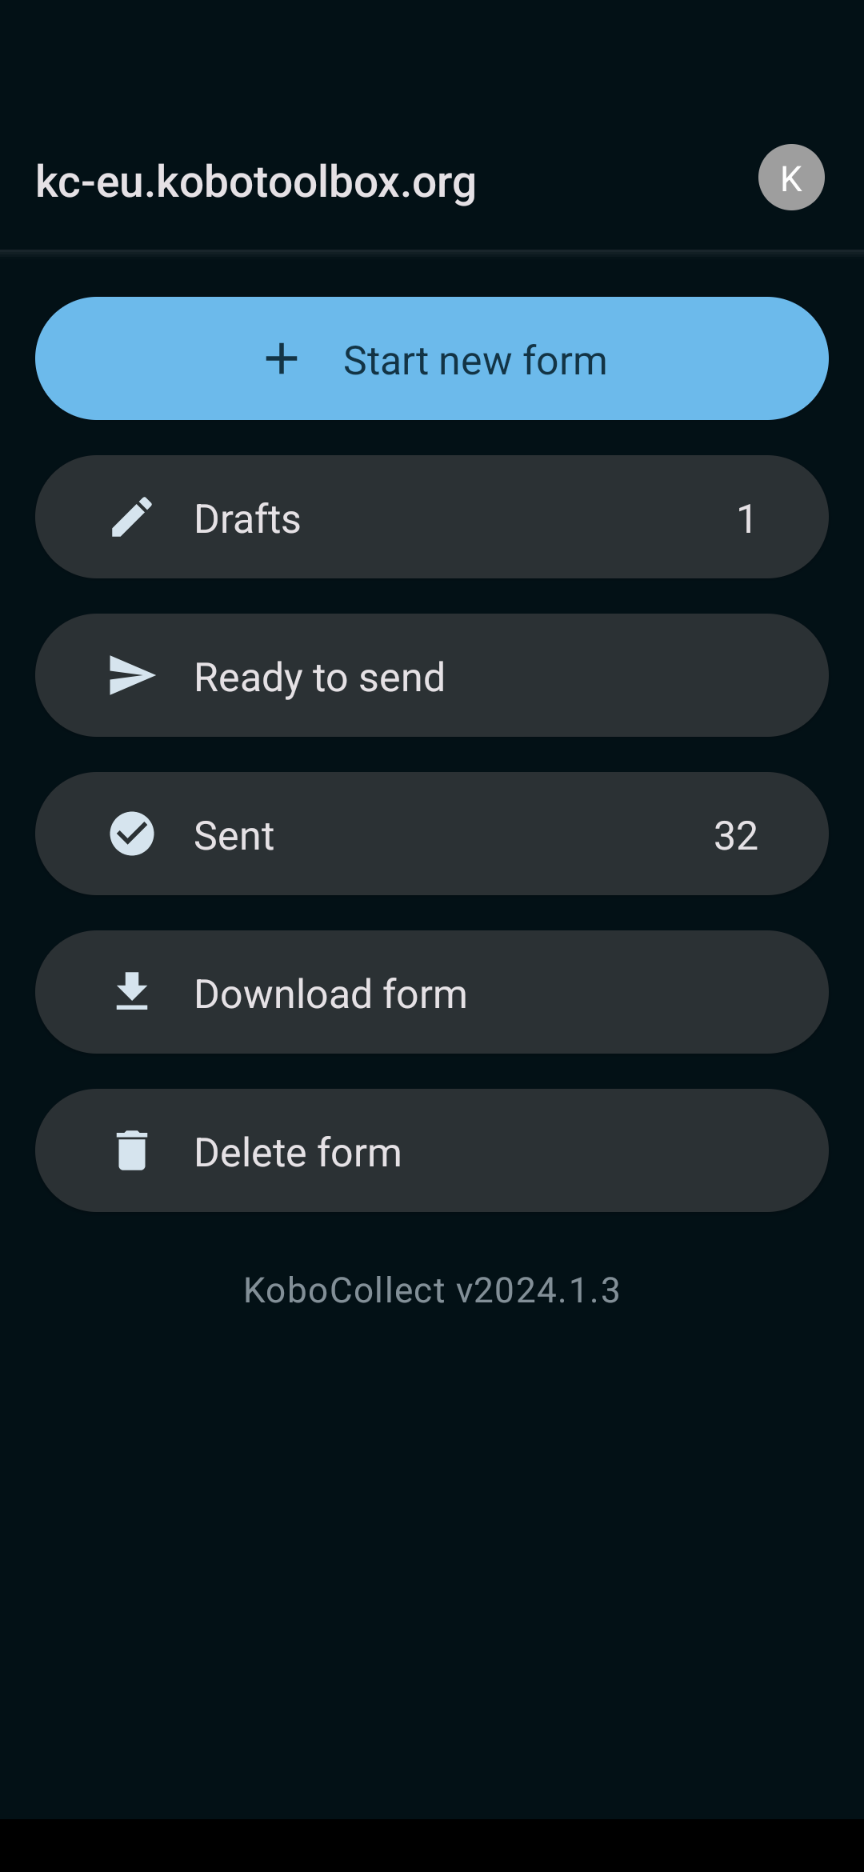 kc-eu.kobotoolbox.org
K
Start new form
Drafts 1
Ready to send
Sent 32
Download form
Delete form
KoboCollect v2024.1.3